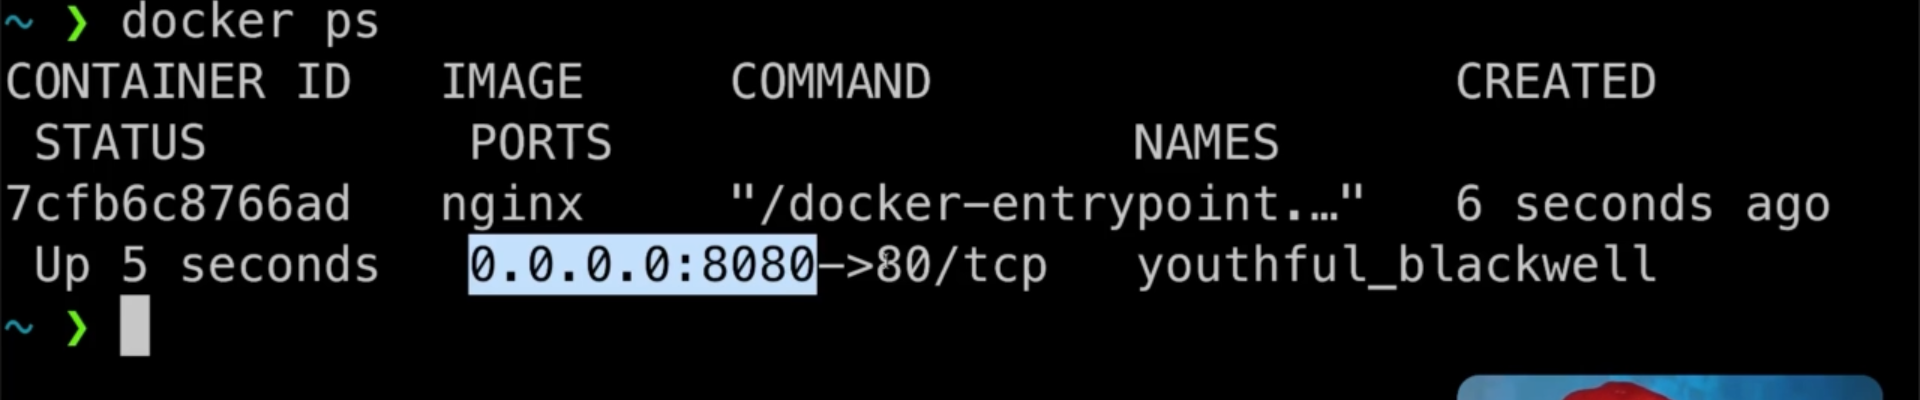 ~ ❯ docker ps
CONTAINER ID   IMAGE     COMMAND                  CREATED
 STATUS         PORTS                  NAMES
7cfb6c8766ad   nginx     "/docker-entrypoint.…"   6 seconds ago
 Up 5 seconds   0.0.0.0:8080->80/tcp   youthful_blackwell
~ ❯